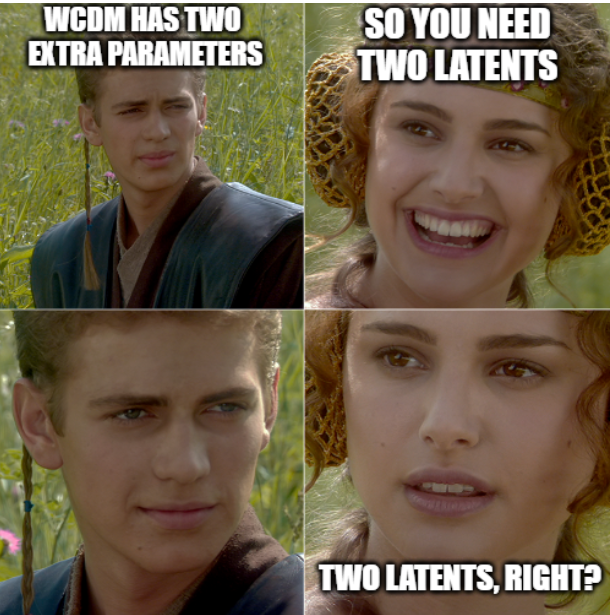 WCDM HAS TWO
EXTRA PARAMETERS
SO YOU NEED
TWO LATENTS
TWO LATENTS, RIGHT?